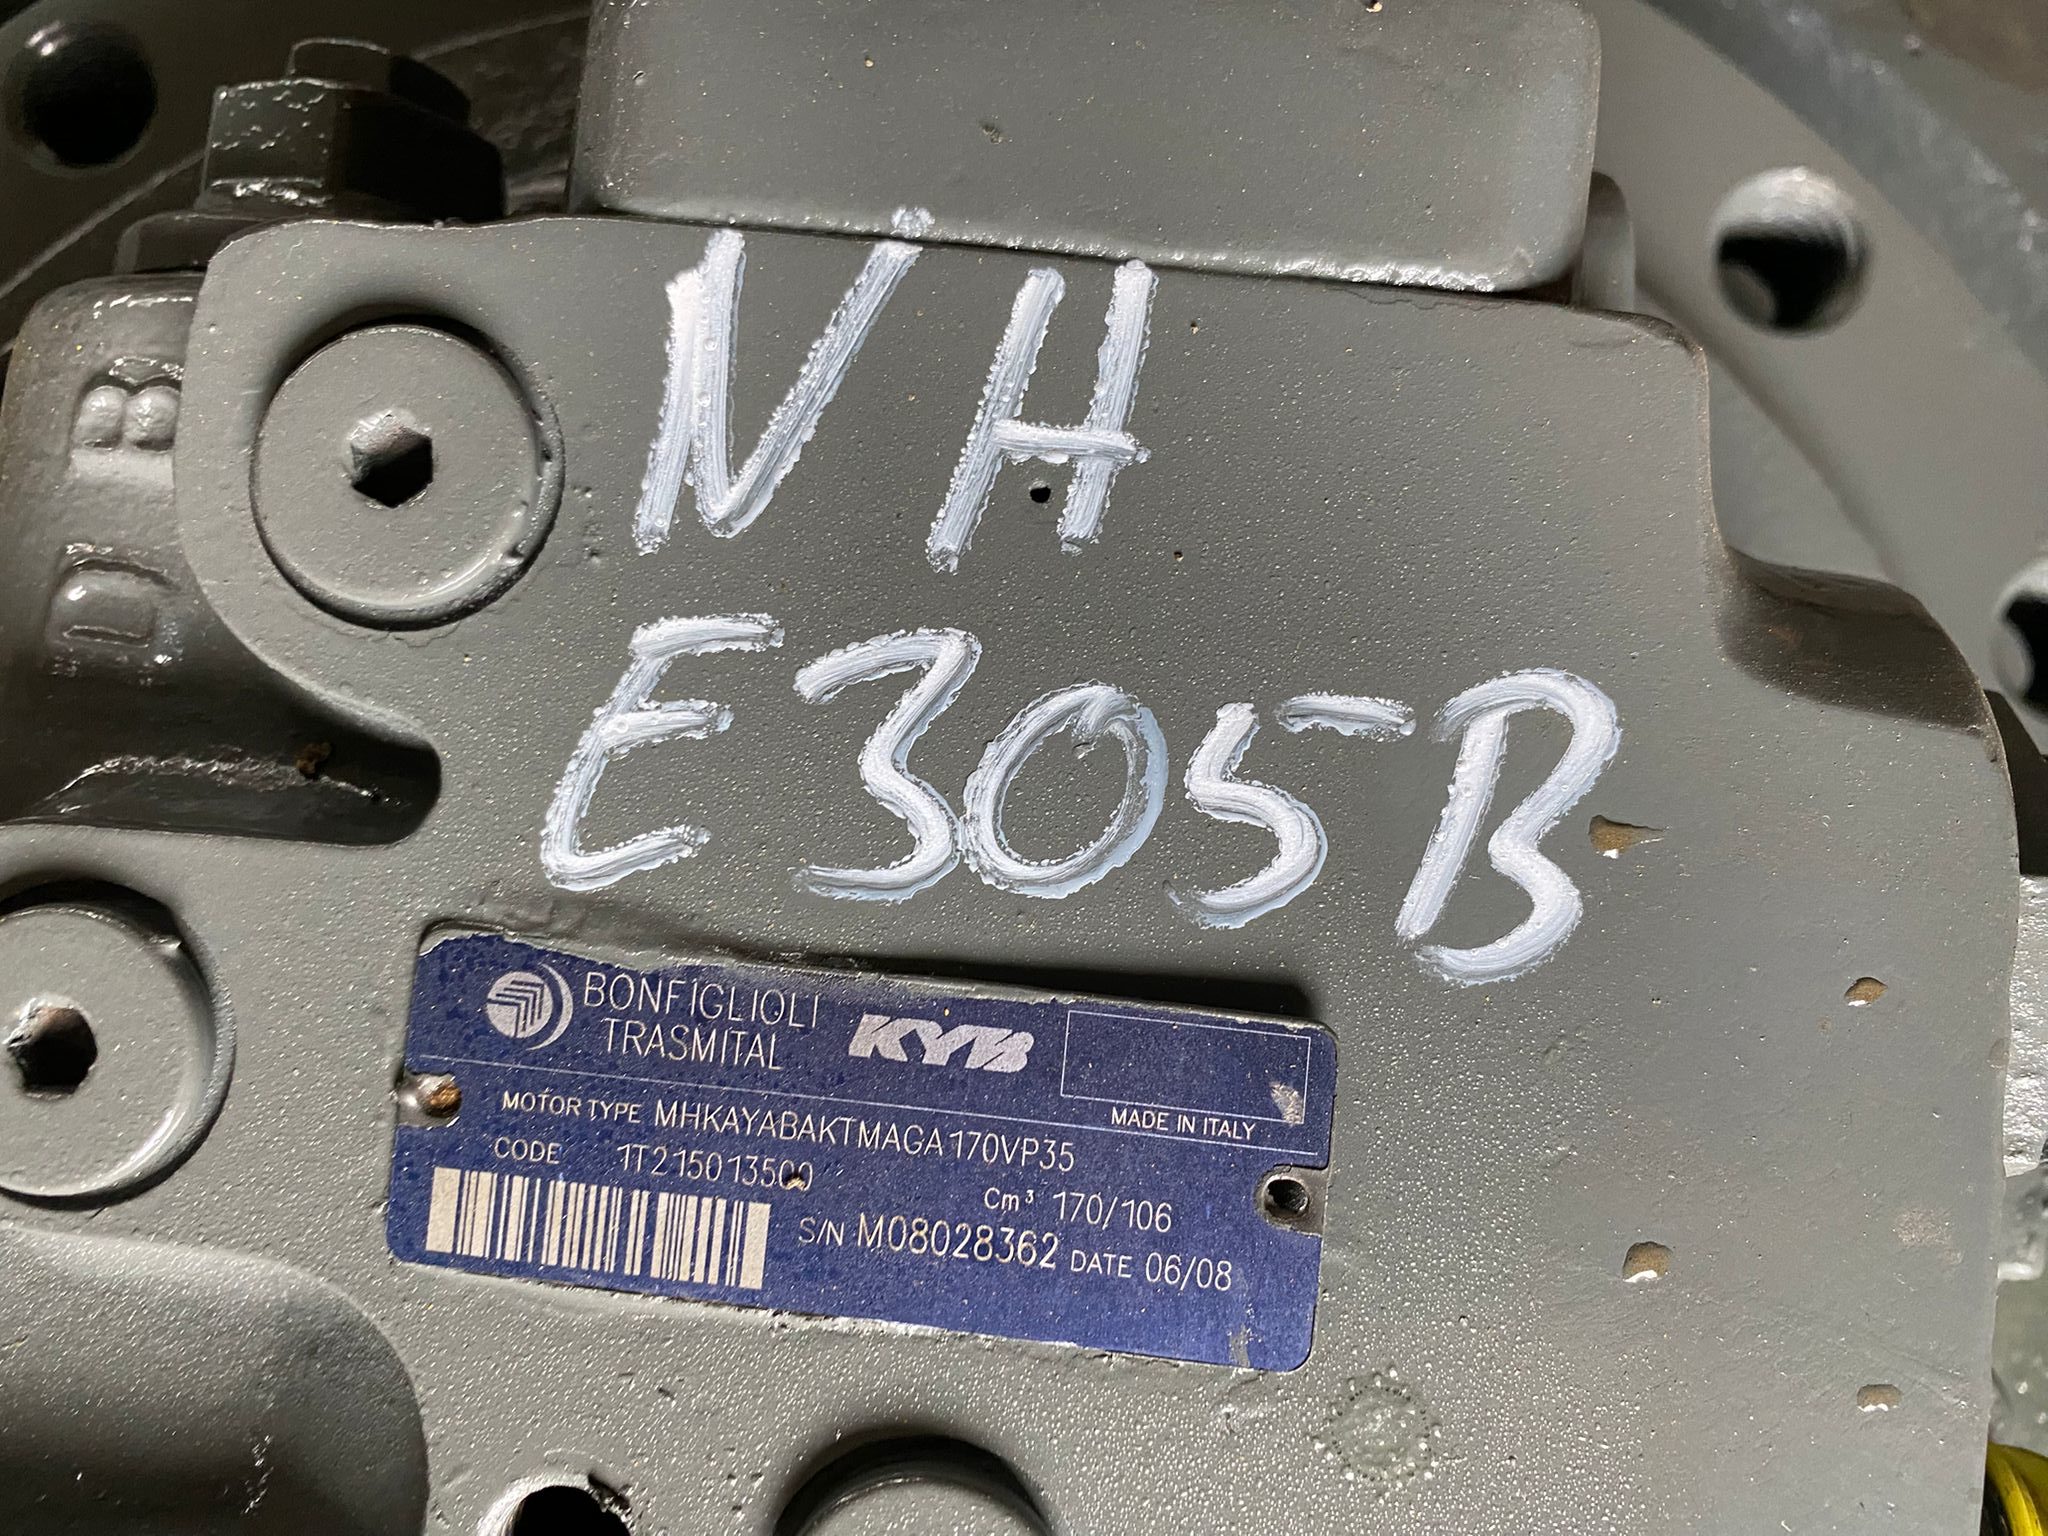 NH
E305B
BONFIGLIOLI
TRASMITAL
KYB
MADE IN ITALY
MOTOR TYPE MHKAYABAKTMAGA170VP35
CODE 1T215013500
Cm³ 170/106
S/N M08028362 DATE 06/08